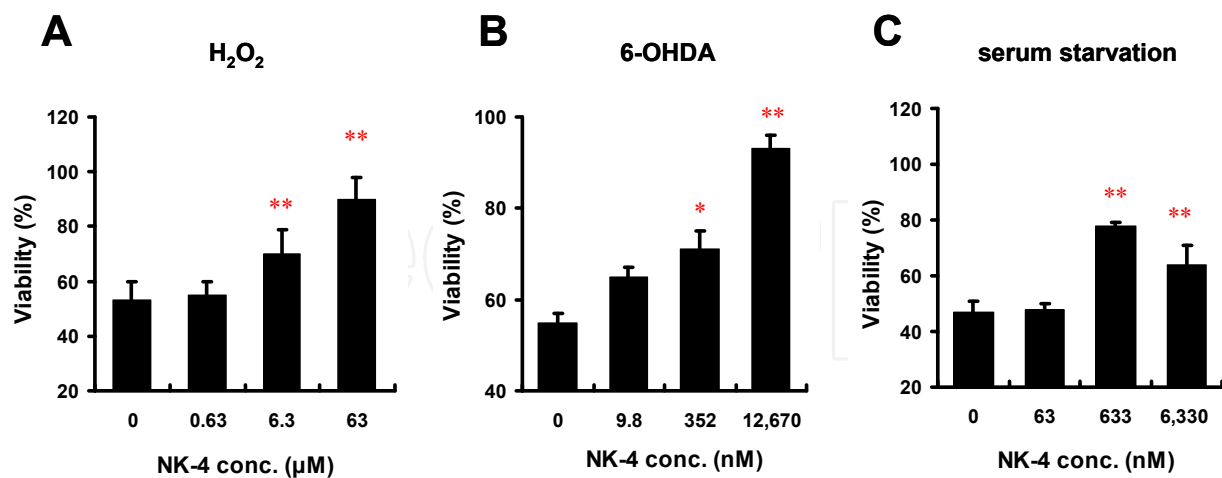 A
H₂O₂
120
100
80
60
40
20
Viability (%)
**
**
0 0.63 6.3 63
NK-4 conc. (µM)
B
6-OHDA
100
80
60
40
Viability (%)
*
**
0 9.8 352 12,670
NK-4 conc. (nM)
C
serum starvation
120
100
80
60
40
20
Viability (%)
**
**
0 63 633 6,330
NK-4 conc. (nM)